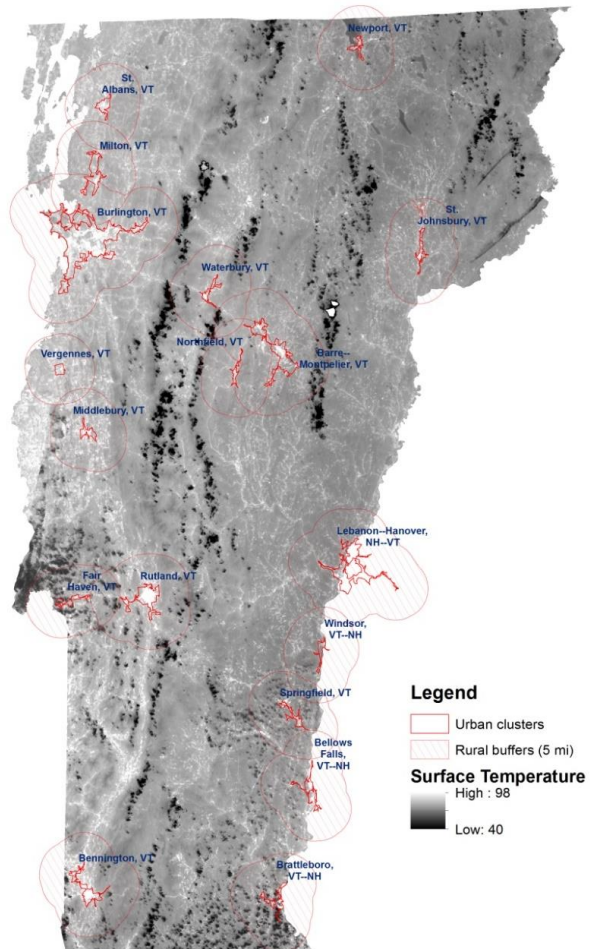 Newport, VT
St.
Albans, VT
Milton, VT
Burlington, VT
St.
Johnsbury, VT
Waterbury, VT
Northfield, VT
Barre--
Montpelier, VT
Vergennes, VT
Middlebury, VT
Lebanon--Hanover,
NH--VT
Fair
Haven, VT
Rutland, VT
Windsor,
VT--NH
Springfield, VT
Bellows
Falls,
VT--NH
Bennington, VT
Brattleboro,
VT--NH
Legend
Urban clusters
Rural buffers (5 mi)
Surface Temperature
High : 98
Low: 40